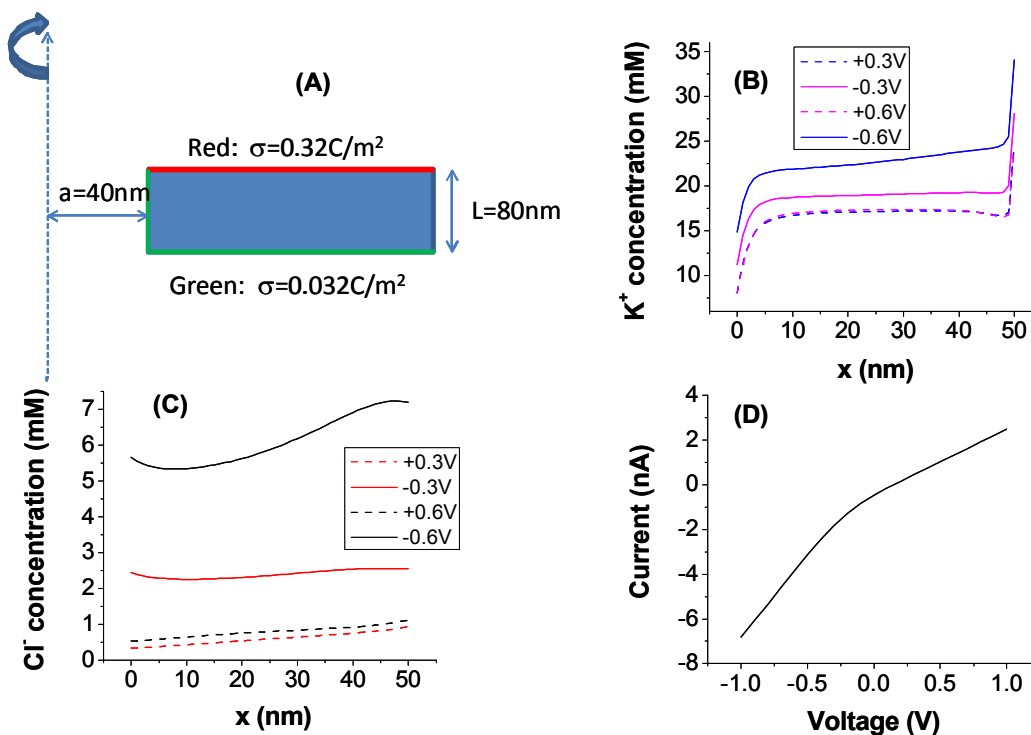 (A)
Red: σ=0.32C/m²
a=40nm
L=80nm
Green: σ=0.032C/m²
(B)
+0.3V
-0.3V
+0.6V
-0.6V
35
30
25
20
15
10
K⁺ concentration (mM)
0 10 20 30 40 50
x (nm)
(C)
+0.3V
-0.3V
+0.6V
-0.6V
7
6
5
4
3
2
1
0
Cl⁻ concentration (mM)
0 10 20 30 40 50
x (nm)
(D)
4
2
0
-2
-4
-6
-8
Current (nA)
-1.0 -0.5 0.0 0.5 1.0
Voltage (V)